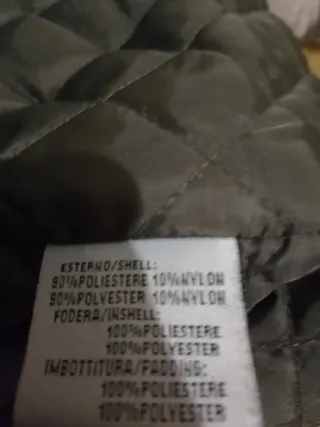 ESTERNO/SHELL:
90%POLIESTERE 10%NYLON
90%POLYESTER 10%NYLON
FODERA/INSHELL:
100%POLIESTERE
100%POLYESTER
IMBOTTITURA/PADDING:
100%POLIESTERE
100%POLYESTER